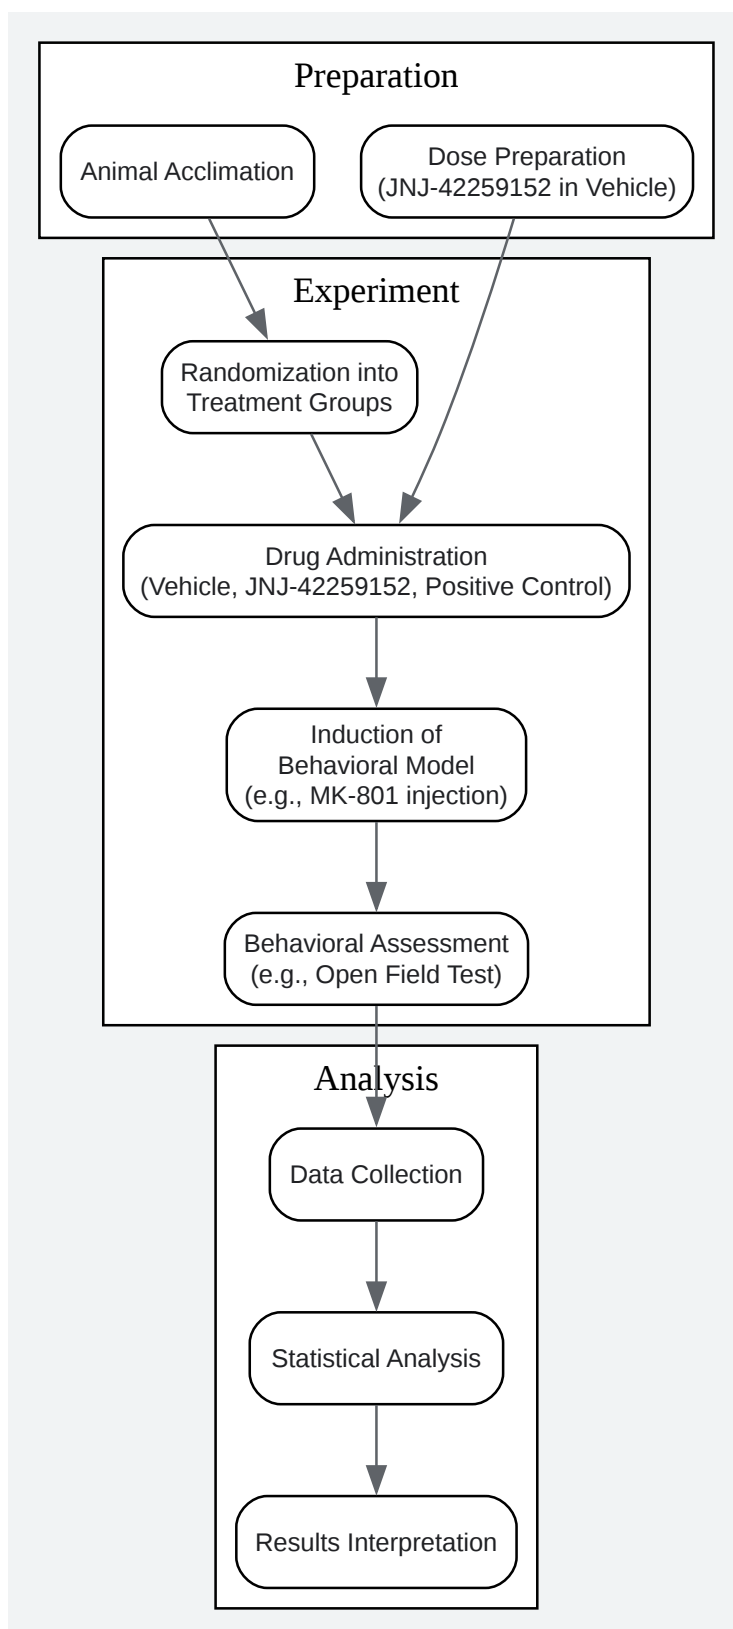 Preparation
Animal Acclimation
Dose Preparation
(JNJ-42259152 in Vehicle)
Experiment
Randomization into
Treatment Groups
Drug Administration
(Vehicle, JNJ-42259152, Positive Control)
Induction of
Behavioral Model
(e.g., MK-801 injection)
Behavioral Assessment
(e.g., Open Field Test)
Analysis
Data Collection
Statistical Analysis
Results Interpretation